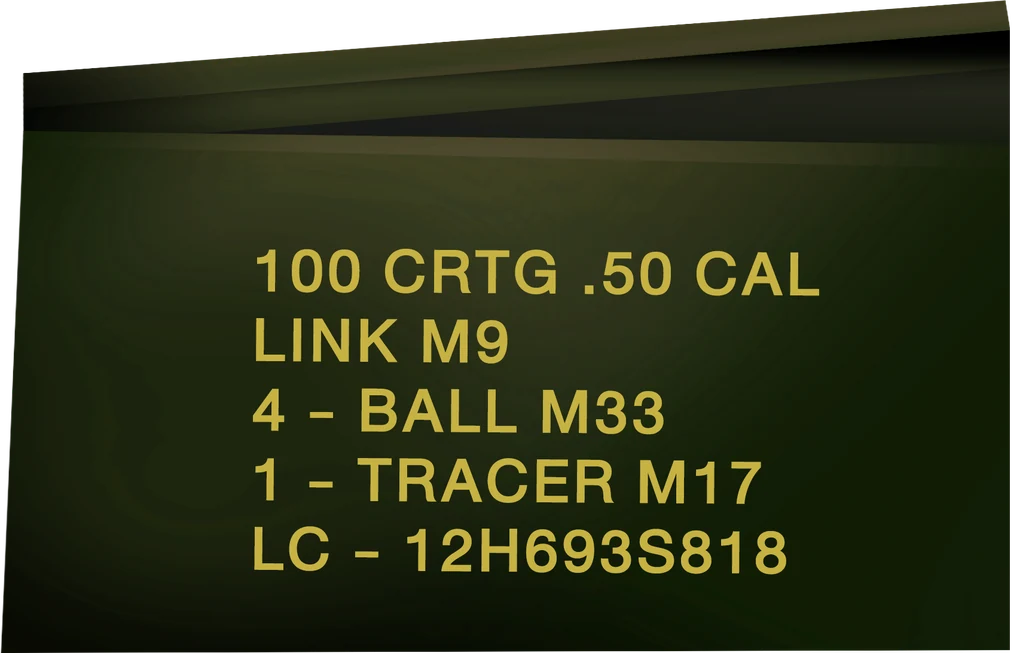 100 CRTG .50 CAL
LINK M9
4 – BALL M33
1 – TRACER M17
LC – 12H693S818